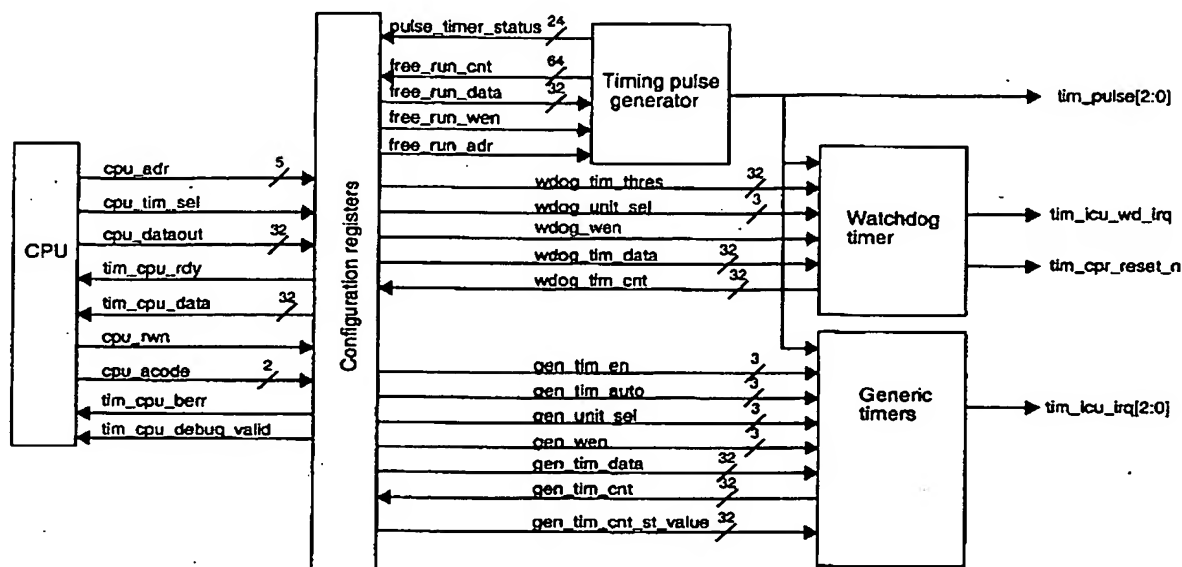 CPU
cpu_adr
5
cpu_tim_sel
cpu_dataout
32
tim_cpu_rdy
tim_cpu_data
32
cpu_rwn
cpu_acode
2
tim_cpu_berr
tim_cpu_debug_valid
Configuration registers
pulse_timer_status
24
free_run_cnt
64
free_run_data
32
free_run_wen
free_run_adr
Timing pulse
generator
tim_pulse[2:0]
wdog_tim_thres
32
wdog_unit_sel
3
wdog_wen
wdog_tim_data
32
wdog_tim_cnt
32
Watchdog
timer
tim_icu_wd_irq
tim_cpr_reset_n
gen_tim_en
3
gen_tim_auto
3
gen_unit_sel
3
gen_wen
3
gen_tim_data
32
gen_tim_cnt
32
gen_tim_cnt_st_value
32
Generic
timers
tim_icu_irq[2:0]